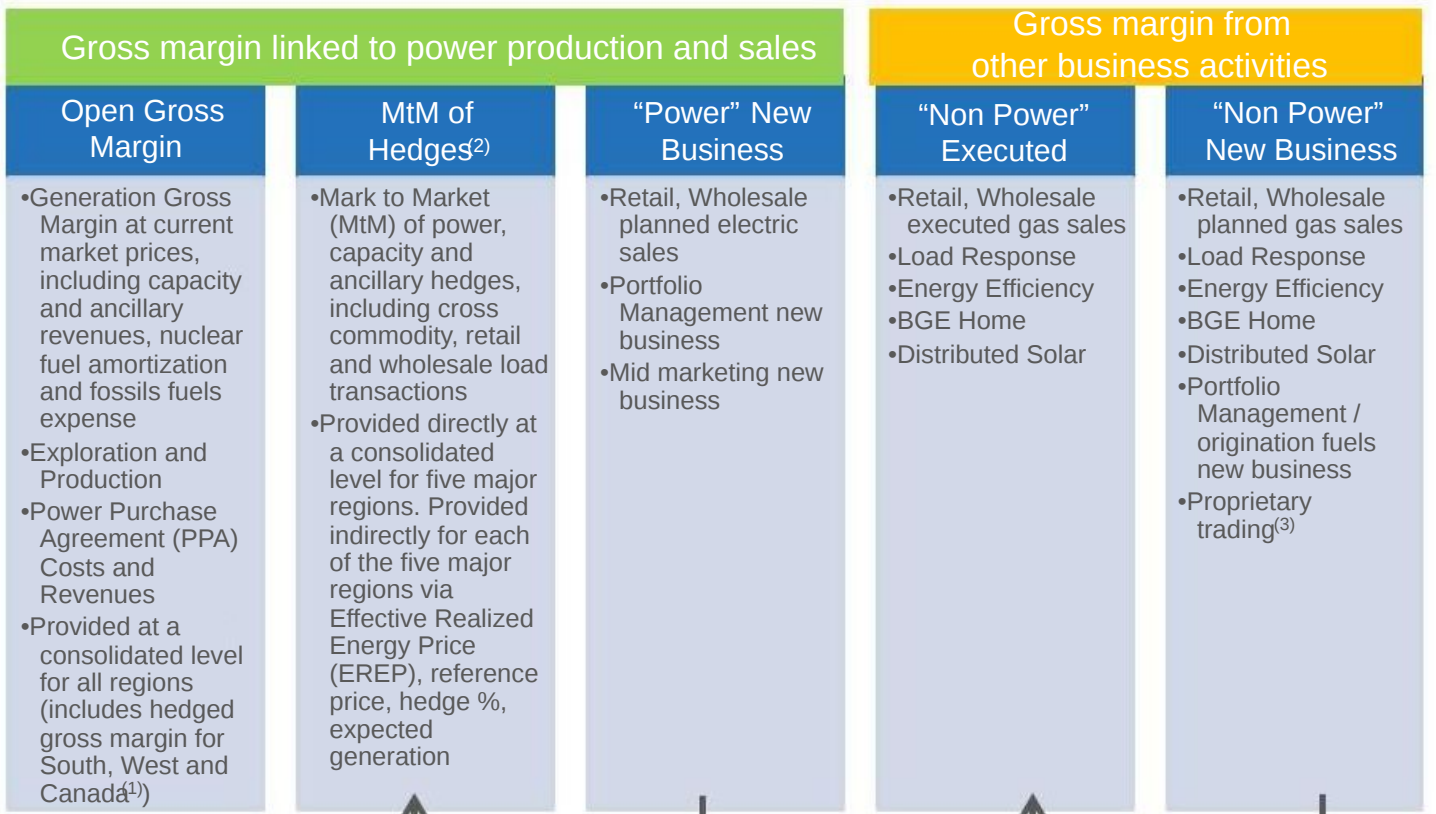 Gross margin linked to power production and sales
Gross margin from
other business activities
Open Gross
Margin
•Generation Gross
Margin at current
market prices,
including capacity
and ancillary
revenues, nuclear
fuel amortization
and fossils fuels
expense
•Exploration and
Production
•Power Purchase
Agreement (PPA)
Costs and
Revenues
•Provided at a
consolidated level
for all regions
(includes hedged
gross margin for
South, West and
Canada(1))
MtM of
Hedges(2)
•Mark to Market
(MtM) of power,
capacity and
ancillary hedges,
including cross
commodity, retail
and wholesale load
transactions
•Provided directly at
a consolidated
level for five major
regions. Provided
indirectly for each
of the five major
regions via
Effective Realized
Energy Price
(EREP), reference
price, hedge %,
expected
generation
“Power” New
Business
•Retail, Wholesale
planned electric
sales
•Portfolio
Management new
business
•Mid marketing new
business
“Non Power”
Executed
•Retail, Wholesale
executed gas sales
•Load Response
•Energy Efficiency
•BGE Home
•Distributed Solar
“Non Power”
New Business
•Retail, Wholesale
planned gas sales
•Load Response
•Energy Efficiency
•BGE Home
•Distributed Solar
•Portfolio
Management /
origination fuels
new business
•Proprietary
trading(3)